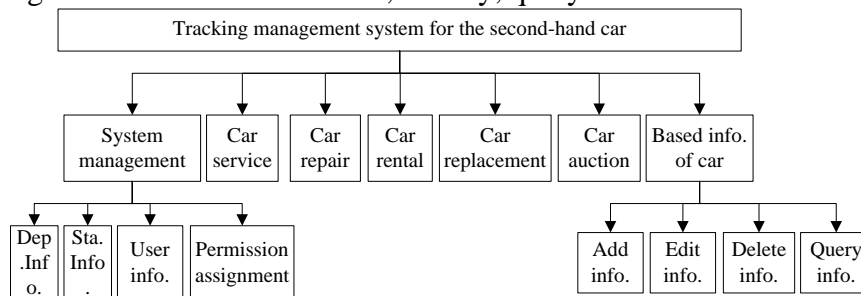 Tracking management system for the second-hand car
System
management
Car
service
Car
repair
Car
rental
Car
replacement
Car
auction
Based info.
of car
Dep
.Inf
o.
Sta.
Info
.
User
info.
Permission
assignment
Add
info.
Edit
info.
Delete
info.
Query
info.